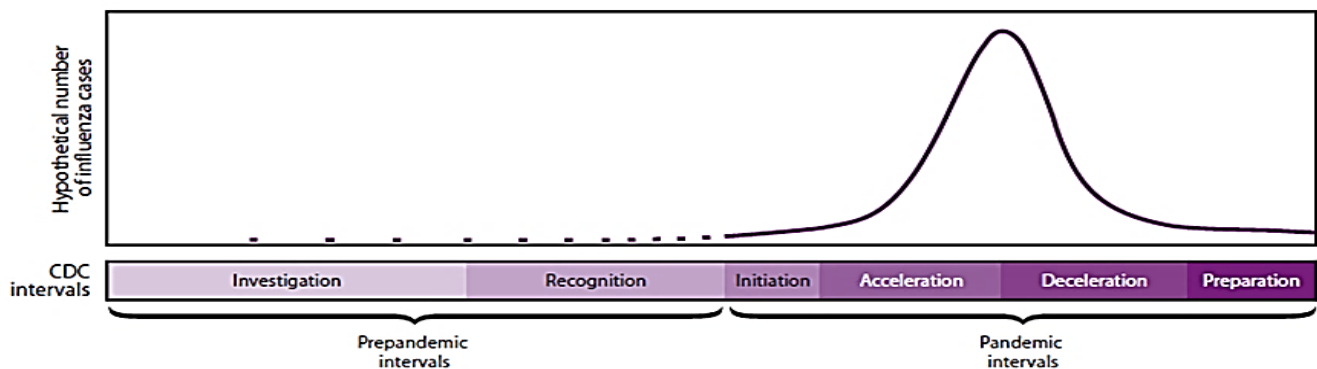 Hypothetical number
of influenza cases
CDC
intervals
Investigation
Recognition
Initiation
Acceleration
Deceleration
Preparation
Prepandemic
intervals
Pandemic
intervals